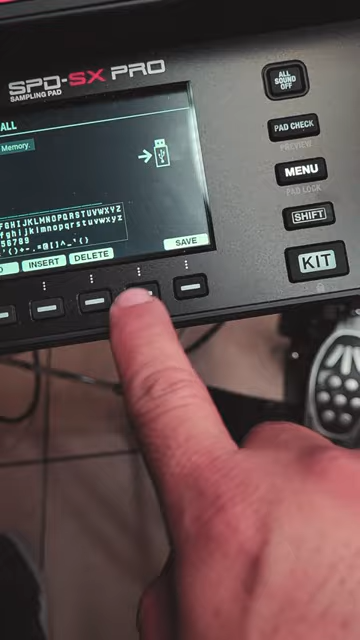 SPD-SX PRO
SAMPLING PAD
ALL
Memory.
FGHIJKLMNOPQRSTUVWXYZ
fghijklmnopqrstuvwxyz
56789
INSERT
DELETE
SAVE
ALL
SOUND
OFF
PAD CHECK
PREVIEW
MENU
PAD LOCK
SHIFT
KIT